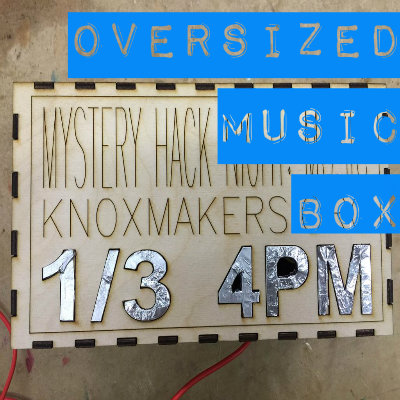 OVERSIZED
MUSIC
BOX
MYSTERY HACK
KNOXMAKERS
1/3 4PM